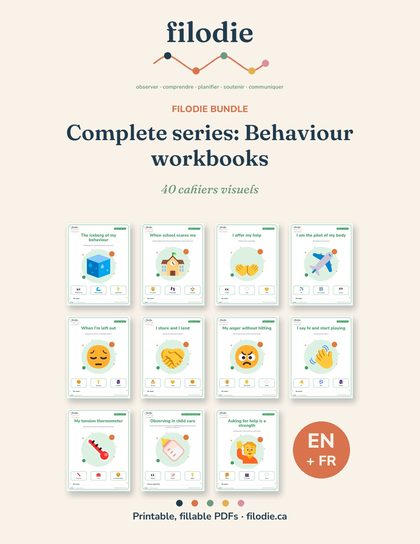 filodie
observer · comprendre · planifier · soutenir · communiquer
FILODIE BUNDLE
Complete series: Behaviour
workbooks
40 cahiers visuels
The iceberg of my
behaviour
When school scares me
I offer my help
I am the pilot of my body
When I'm left out
I share and I lend
My anger without hitting
I say hi and start playing
My tension thermometer
Observing in child care
Asking for help is a
strength
EN
+ FR
Printable, fillable PDFs · filodie.ca